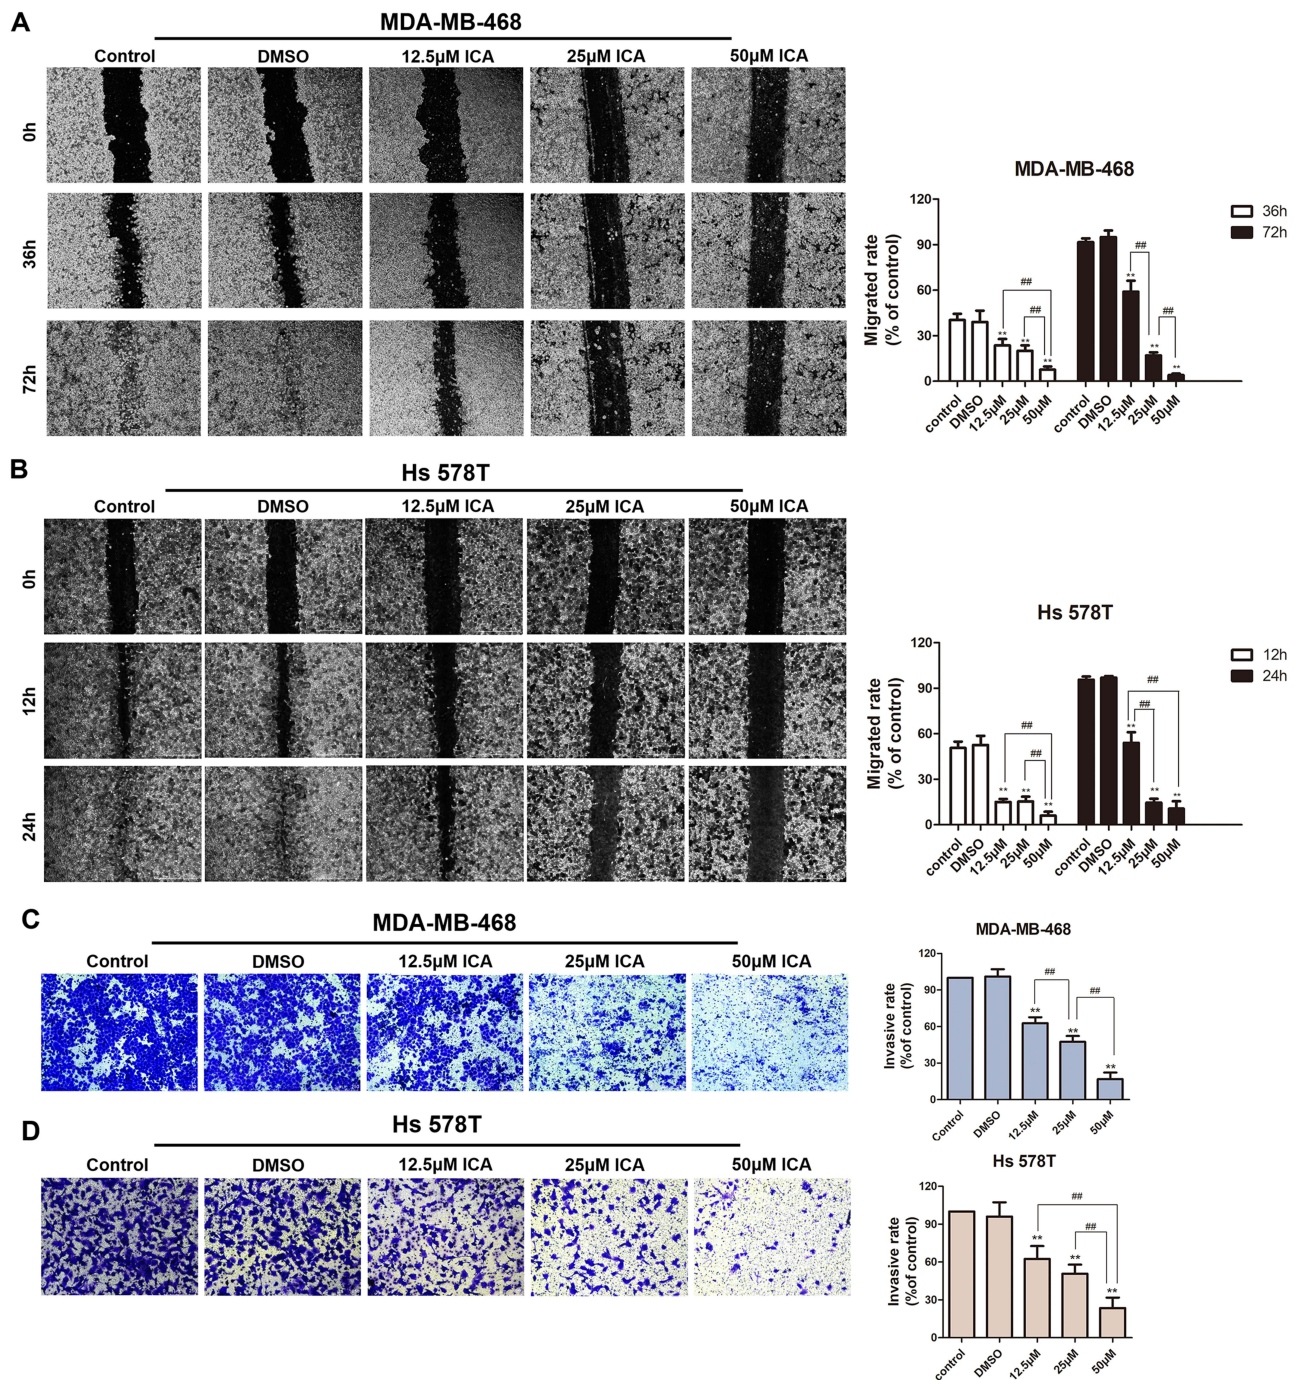 A
MDA-MB-468
Control DMSO 12.5μM ICA 25μM ICA 50μM ICA
0h
36h
72h
MDA-MB-468
Migrated rate
(% of control)
120
90
60
30
0
## ## ## ##
** ** ** ** ** **
36h
72h
control DMSO 12.5μM 25μM 50μM control DMSO 12.5μM 25μM 50μM
B
Hs 578T
Control DMSO 12.5μM ICA 25μM ICA 50μM ICA
0h
12h
24h
Hs 578T
Migrated rate
(% of control)
120
90
60
30
0
## ## ## ##
** ** ** ** ** **
12h
24h
control DMSO 12.5μM 25μM 50μM control DMSO 12.5μM 25μM 50μM
C
MDA-MB-468
Control DMSO 12.5μM ICA 25μM ICA 50μM ICA
MDA-MB-468
Invasive rate
(%of control)
120
90
60
30
0
## ##
** ** **
Control DMSO 12.5μM 25μM 50μM
D
Hs 578T
Control DMSO 12.5μM ICA 25μM ICA 50μM ICA
Hs 578T
Invasive rate
(%of control)
120
90
60
30
0
## ##
** ** **
control DMSO 12.5μM 25μM 50μM